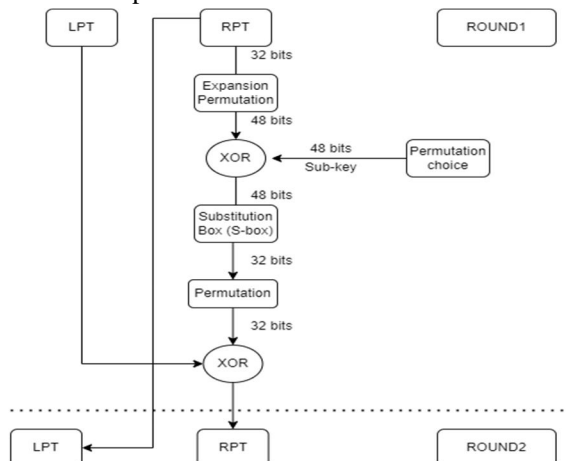 LPT
RPT
ROUND1
32 bits
Expansion
Permutation
48 bits
XOR
48 bits
Sub-key
Permutation
choice
48 bits
Substitution
Box (S-box)
32 bits
Permutation
32 bits
XOR
LPT
RPT
ROUND2